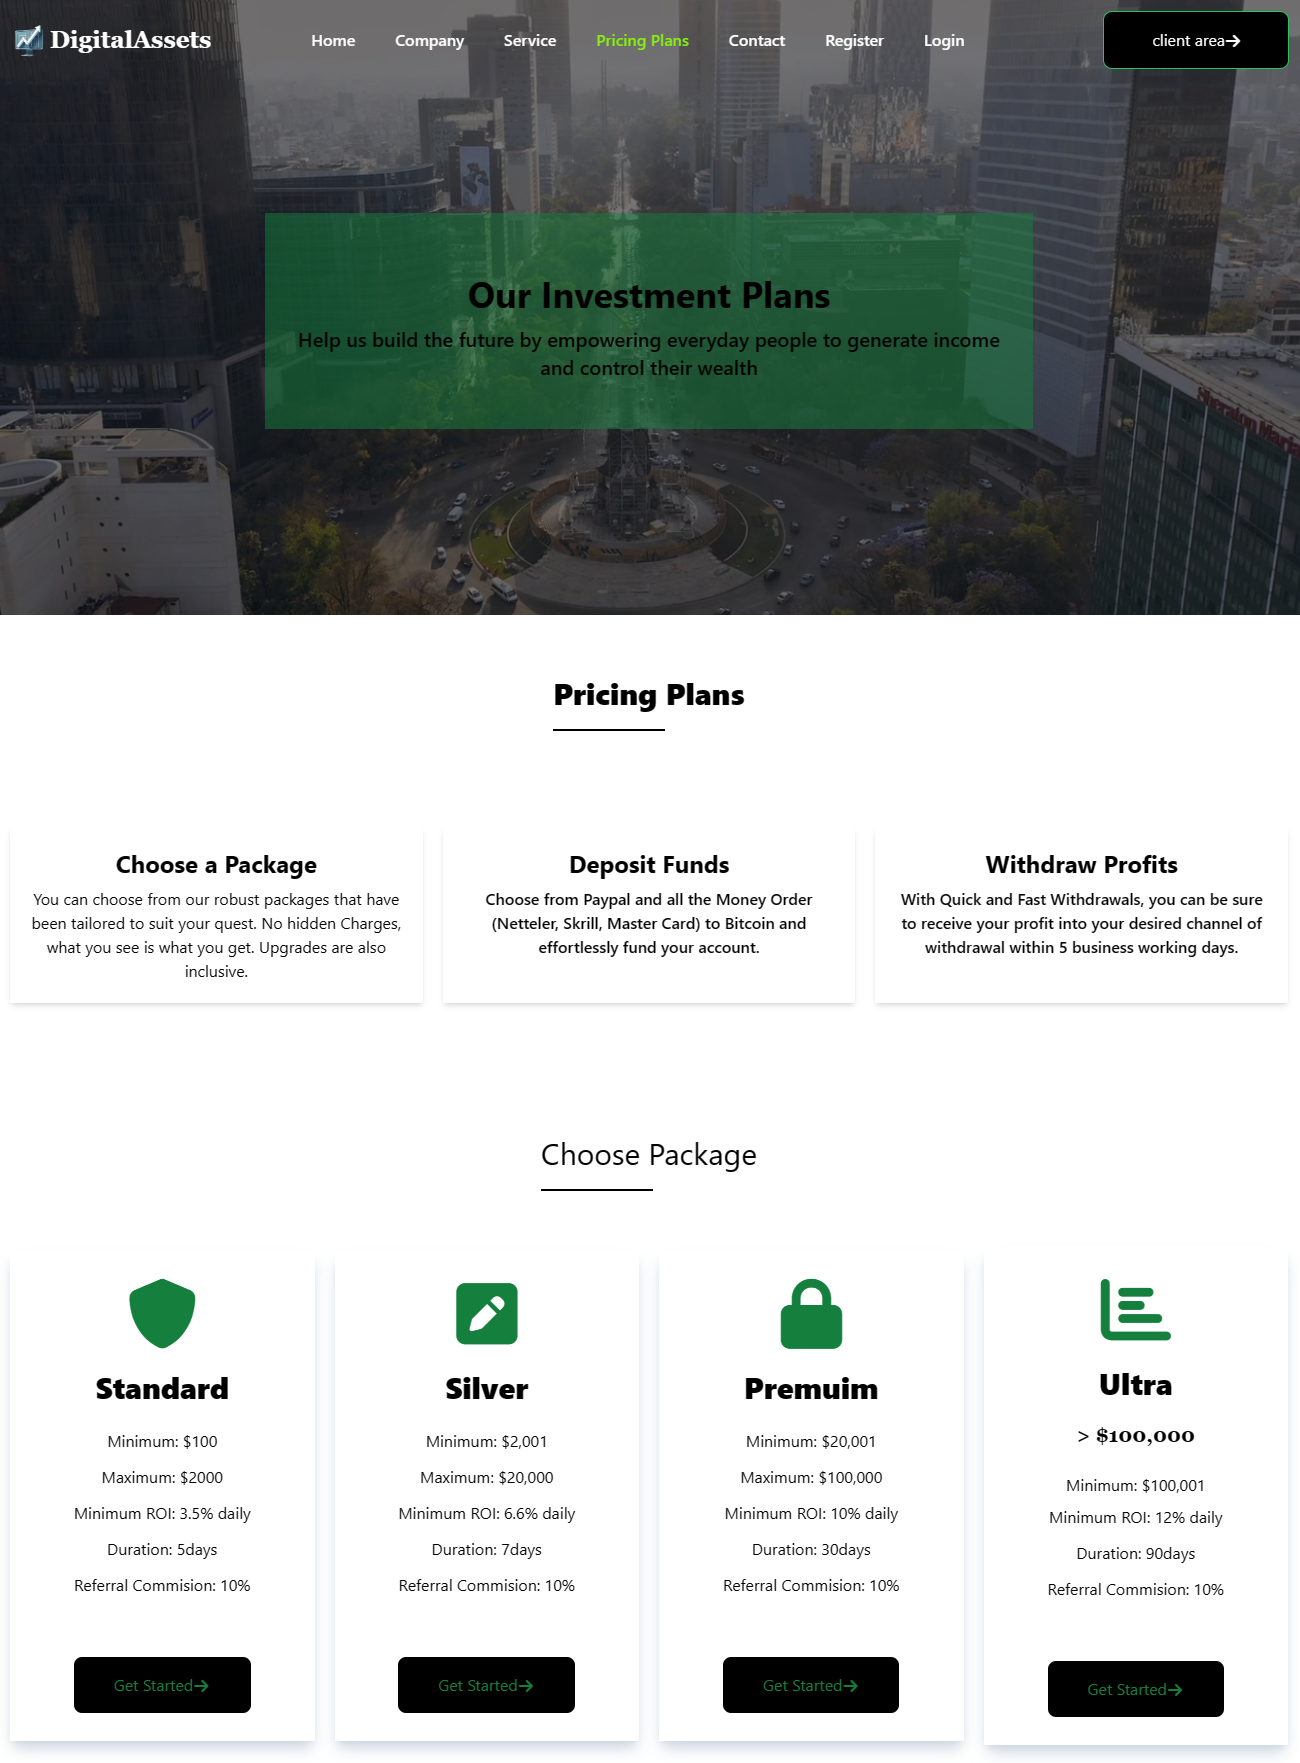 DigitalAssets
Home Company Service Pricing Plans Contact Register Login
client area
Our Investment Plans
Help us build the future by empowering everyday people to generate income
and control their wealth
Sheraton Maria
Pricing Plans
Choose a Package
You can choose from our robust packages that have
been tailored to suit your quest. No hidden Charges,
what you see is what you get. Upgrades are also
inclusive.
Deposit Funds
Choose from Paypal and all the Money Order
(Netteler, Skrill, Master Card) to Bitcoin and
effortlessly fund your account.
Withdraw Profits
With Quick and Fast Withdrawals, you can be sure
to receive your profit into your desired channel of
withdrawal within 5 business working days.
Choose Package
Standard
Minimum: $100
Maximum: $2000
Minimum ROI: 3.5% daily
Duration: 5days
Referral Commision: 10%
Get Started
Silver
Minimum: $2,001
Maximum: $20,000
Minimum ROI: 6.6% daily
Duration: 7days
Referral Commision: 10%
Get Started
Premuim
Minimum: $20,001
Maximum: $100,000
Minimum ROI: 10% daily
Duration: 30days
Referral Commision: 10%
Get Started
Ultra
> $100,000
Minimum: $100,001
Minimum ROI: 12% daily
Duration: 90days
Referral Commision: 10%
Get Started